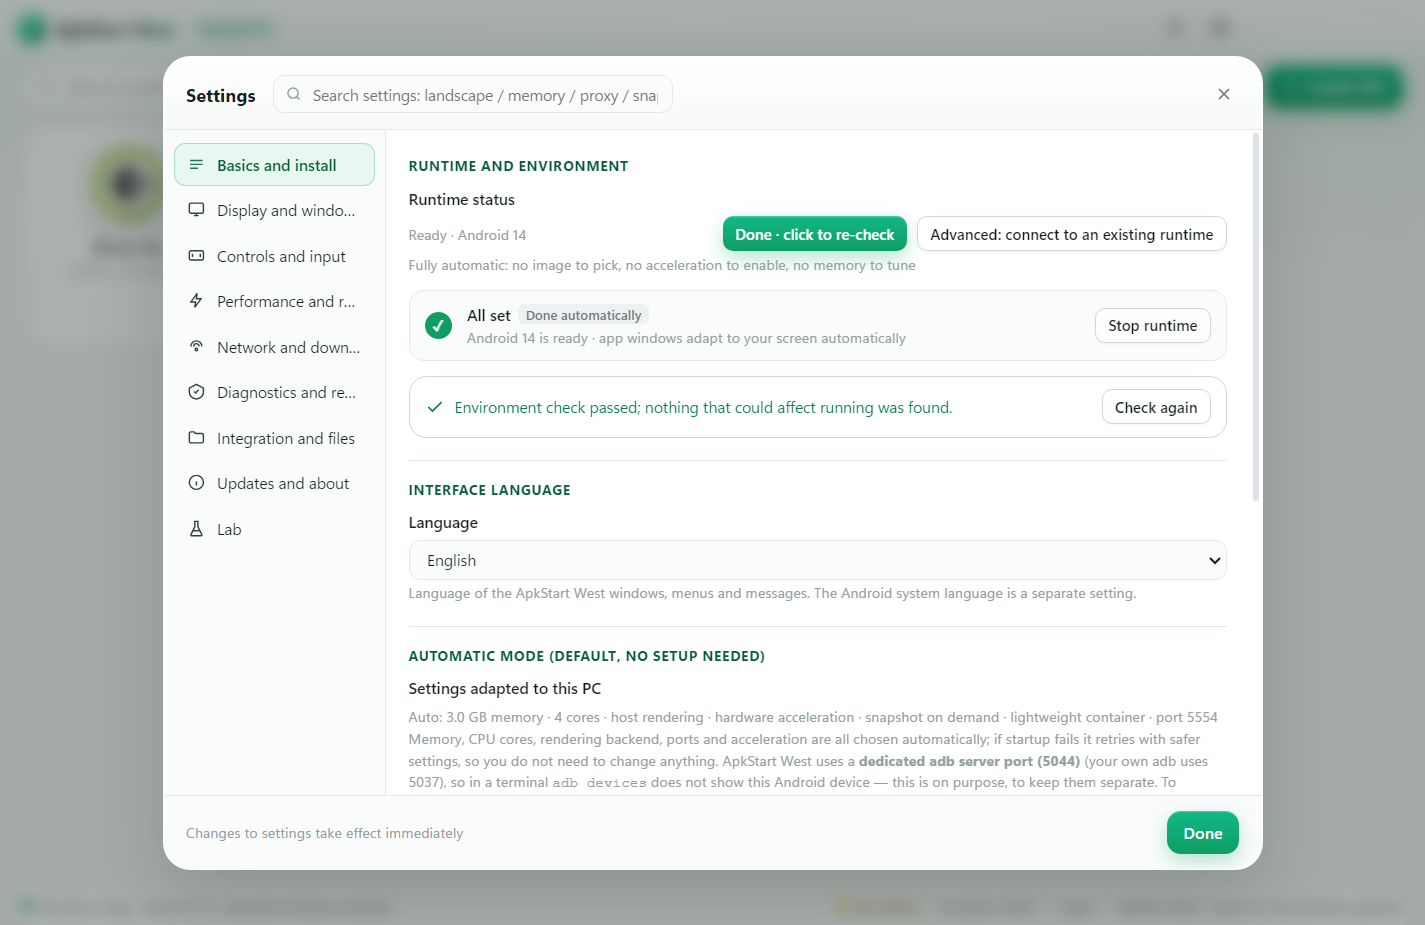 Settings
Search settings: landscape / memory / proxy / sna
Basics and install
Display and windo...
Controls and input
Performance and r...
Network and down...
Diagnostics and re...
Integration and files
Updates and about
Lab
RUNTIME AND ENVIRONMENT
Runtime status
Ready · Android 14
Done · click to re-check
Advanced: connect to an existing runtime
Fully automatic: no image to pick, no acceleration to enable, no memory to tune
All set Done automatically
Android 14 is ready · app windows adapt to your screen automatically
Stop runtime
Environment check passed; nothing that could affect running was found.
Check again
INTERFACE LANGUAGE
Language
English
Language of the ApkStart West windows, menus and messages. The Android system language is a separate setting.
AUTOMATIC MODE (DEFAULT, NO SETUP NEEDED)
Settings adapted to this PC
Auto: 3.0 GB memory · 4 cores · host rendering · hardware acceleration · snapshot on demand · lightweight container · port 5554
Memory, CPU cores, rendering backend, ports and acceleration are all chosen automatically; if startup fails it retries with safer
settings, so you do not need to change anything. ApkStart West uses a dedicated adb server port (5044) (your own adb uses
5037), so in a terminal adb devices does not show this Android device — this is on purpose, to keep them separate. To
Changes to settings take effect immediately
Done